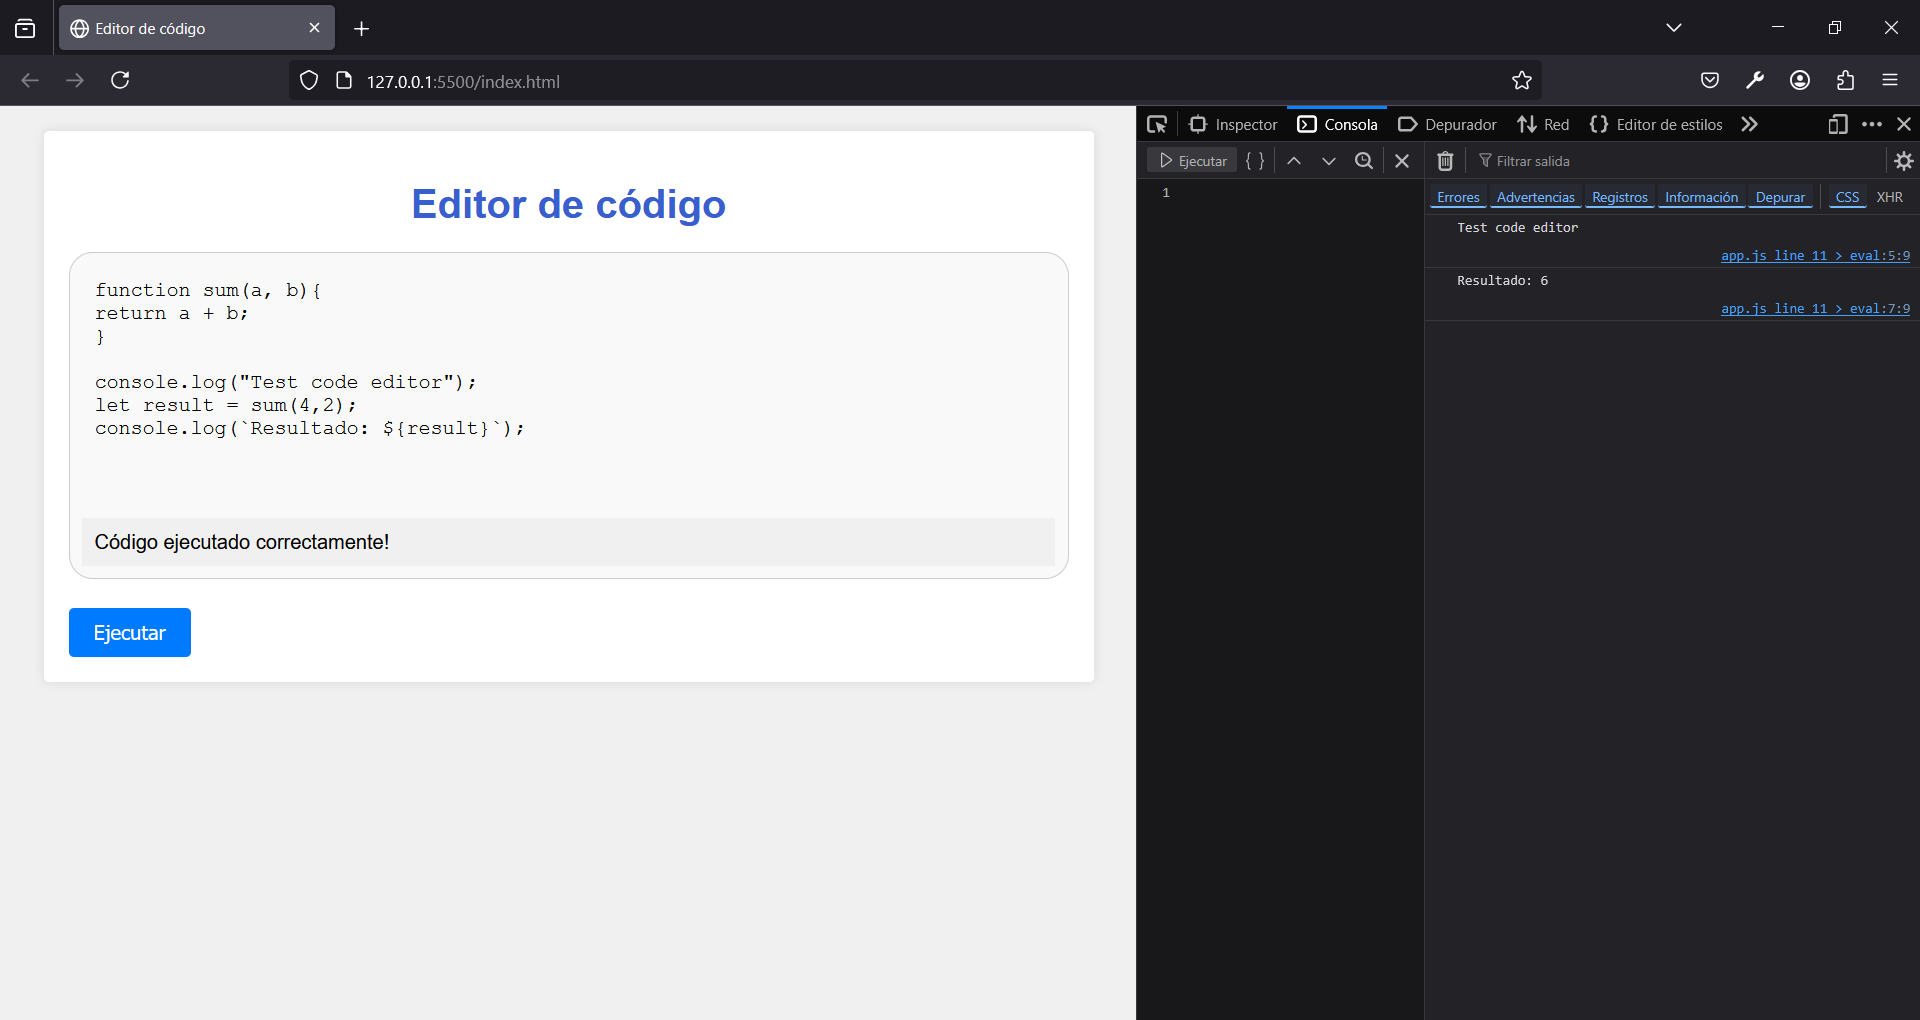 Editor de código
127.0.0.1:5500/index.html
Inspector
Consola
Depurador
Red
Editor de estilos
Ejecutar
Filtrar salida
Errores
Advertencias
Registros
Información
Depurar
CSS
XHR
1
Test code editor
app.js line 11 > eval:5:9
Resultado: 6
app.js line 11 > eval:7:9
Editor de código
function sum(a, b){
return a + b;
}
console.log("Test code editor");
let result = sum(4,2);
console.log(`Resultado: ${result}`);
Código ejecutado correctamente!
Ejecutar